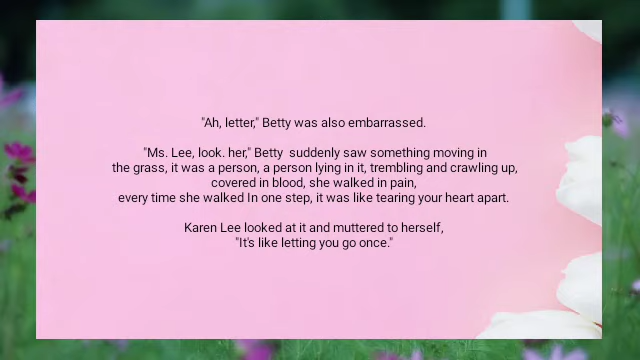 "Ah, letter," Betty was also embarrassed.
"Ms. Lee, look. her," Betty  suddenly saw something moving in
the grass, it was a person, a person lying in it, trembling and crawling up,
covered in blood, she walked in pain,
every time she walked In one step, it was like tearing your heart apart.
Karen Lee looked at it and muttered to herself,
"It's like letting you go once."